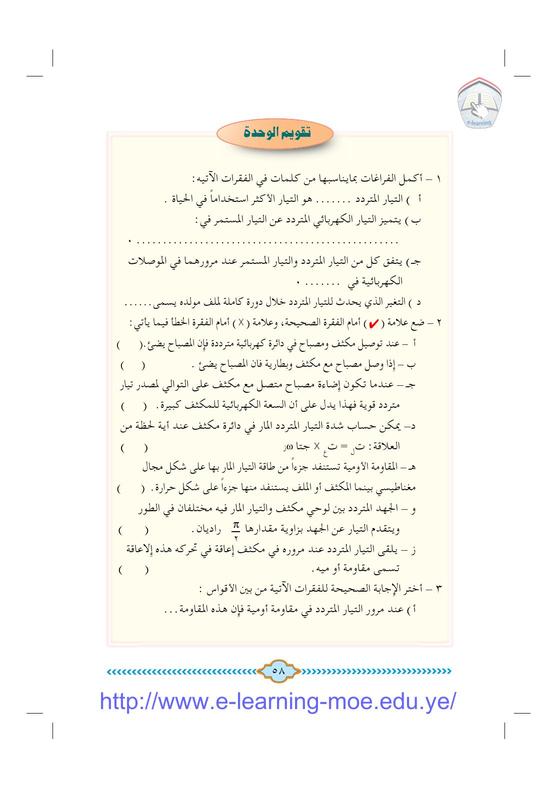 e-learning
تقويم الوحدة
١ – أكمل الفراغات بمايناسبها من كلمات في الفقرات الآتيه:
أ ) التيار المتردد ....... هو التيار الأكثر استخداماً في الحياة .
ب ) يتميز التيار الكهربائي المتردد عن التيار المستمر في:
.................................................. .
جـ) يتفق كل من التيار المتردد والتيار المستمر عند مرورهما في الموصلات
الكهربائية في ....... .
د ) التغير الذي يحدث للتيار المتردد خلال دورة كاملة لملف مولده يسمى......
٢ – ضع علامة (✔) أمام الفقرة الصحيحة، وعلامة (X) أمام الفقرة الخطأ فيما يأتي:
أ – عند توصيل مكثف ومصباح في دائرة كهربائية مترددة فإن المصباح يضئ.( )
ب – إذا وصل مصباح مع مكثف وبطارية فان المصباح يضئ . ( )
جـ – عندما تكون إضاءة مصباح متصل مع مكثف على التوالي لمصدر تيار
متردد قوية فهذا يدل على أن السعة الكهربائية للمكثف كبيرة. ( )
د– يمكن حساب شدة التيار المتردد المار في دائرة مكثف عند أية لحظة من
العلاقة: تز = تع X جتا ωز ( )
هـ – المقاومة الأومية تستنفد جزءاً من طاقة التيار المار بها على شكل مجال
مغناطيسي بينما المكثف أو الملف يستنفد منها جزءاً على شكل حرارة. ( )
و – الجهد المتردد بين لوحي مكثف والتيار المار فيه مختلفان في الطور
ويتقدم التيار عن الجهد بزاوية مقدارها π/٢ راديان. ( )
ز – يلقى التيار المتردد عند مروره في مكثف إعاقة في تحركه هذه الإعاقة
تسمى مقاومة أو ميه. ( )
٣ – أختر الإجابة الصحيحة للفقرات الآتية من بين الأقواس :
أ ) عند مرور التيار المتردد في مقاومة أومية فإن هذه المقاومة...
٥٨
http://www.e-learning-moe.edu.ye/